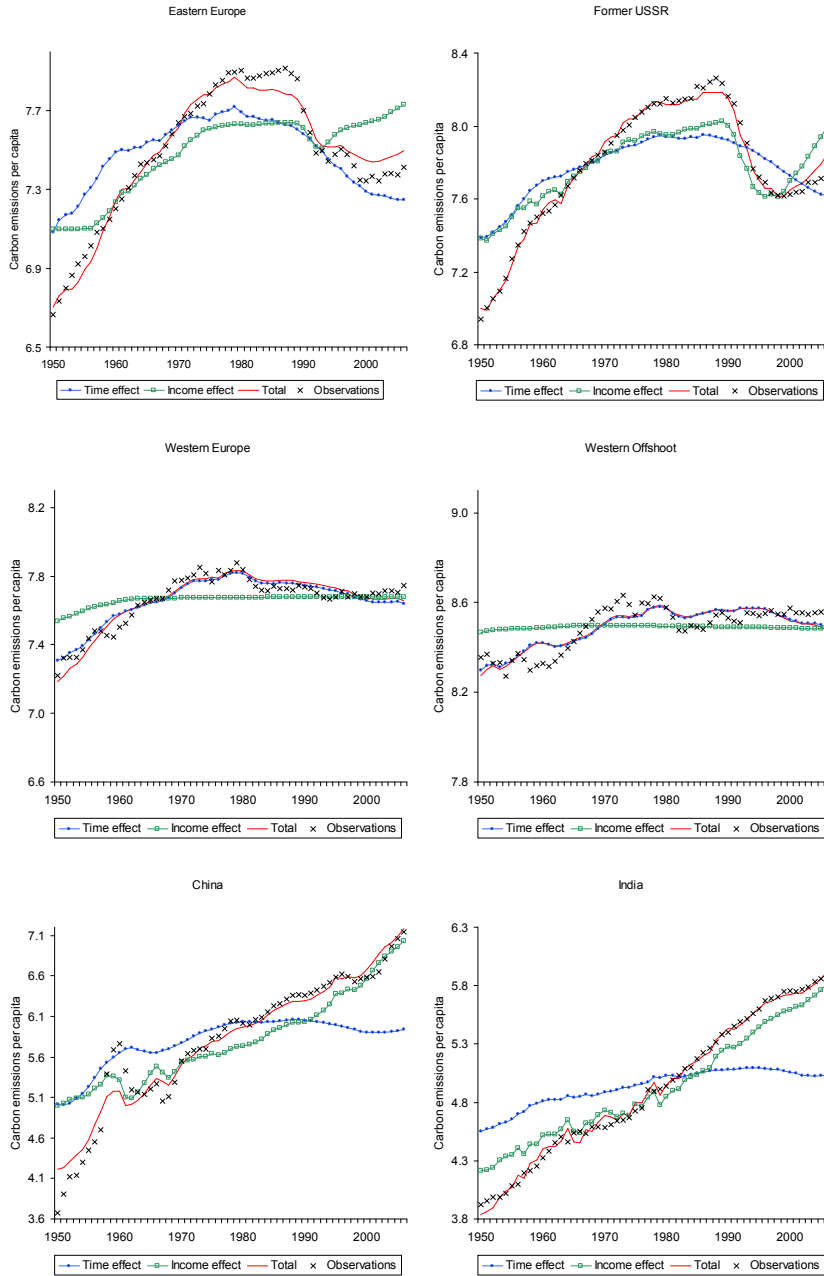 Eastern Europe
Carbon emissions per capita
7.7
7.3
6.9
6.5
1950 1960 1970 1980 1990 2000
Time effect Income effect Total Observations
Former USSR
Carbon emissions per capita
8.4
8.0
7.6
7.2
6.8
1950 1960 1970 1980 1990 2000
Time effect Income effect Total Observations
Western Europe
Carbon emissions per capita
8.2
7.8
7.4
7.0
6.6
1950 1960 1970 1980 1990 2000
Time effect Income effect Total Observations
Western Offshoot
Carbon emissions per capita
9.0
8.6
8.2
7.8
1950 1960 1970 1980 1990 2000
Time effect Income effect Total Observations
China
Carbon emissions per capita
7.1
6.6
6.1
5.6
5.1
4.6
4.1
3.6
1950 1960 1970 1980 1990 2000
Time effect Income effect Total Observations
India
Carbon emissions per capita
6.3
5.8
5.3
4.8
4.3
3.8
1950 1960 1970 1980 1990 2000
Time effect Income effect Total Observations